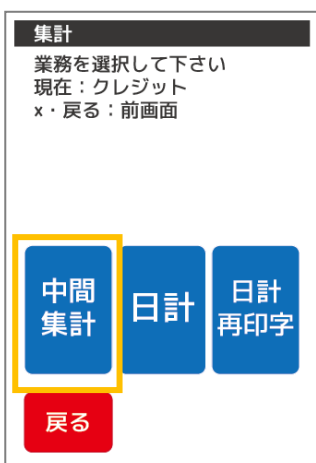 集計
業務を選択して下さい
現在：クレジット
x・戻る：前画面
中間
集計
日計
日計
再印字
戻る